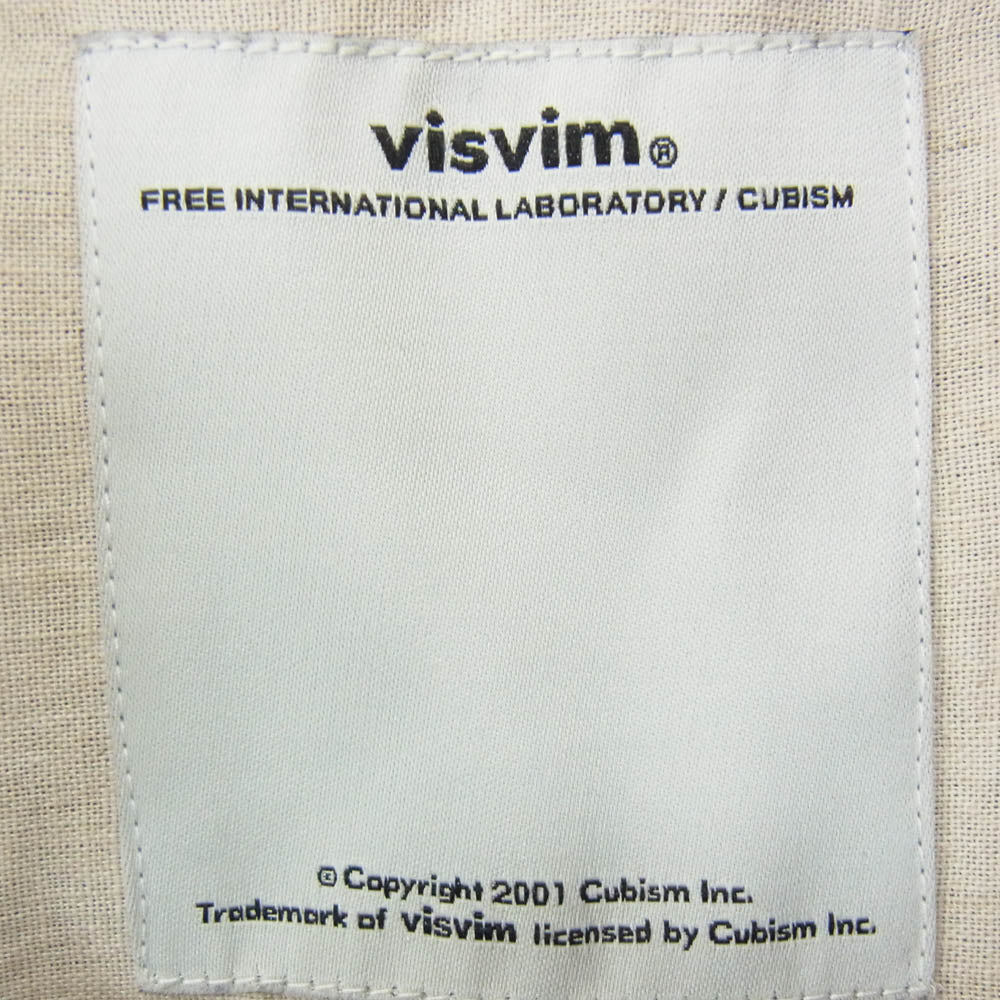 visvim®
FREE INTERNATIONAL LABORATORY / CUBISM
© Copyright 2001 Cubism Inc.
Trademark of visvim licensed by Cubism Inc.